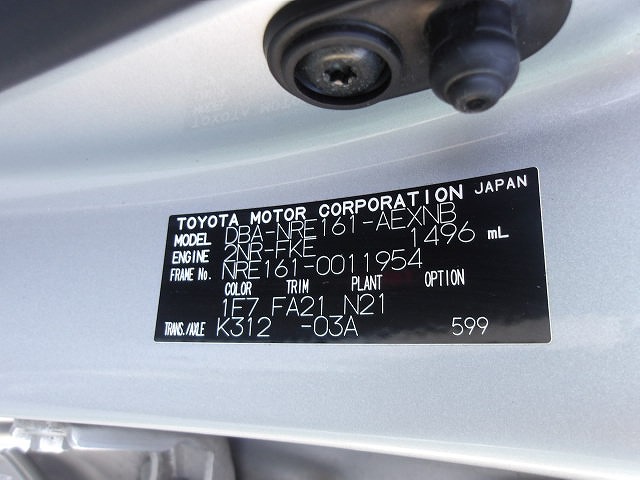 TOYOTA MOTOR CORPORATION JAPAN
MODEL DBA-NRE161-AEXNB
ENGINE 2NR-FKE 1496 mL
FRAME No. NRE161-0011954
COLOR TRIM PLANT OPTION
1F7 FA21 N21
TRANS./AXLE K312 -03A 599